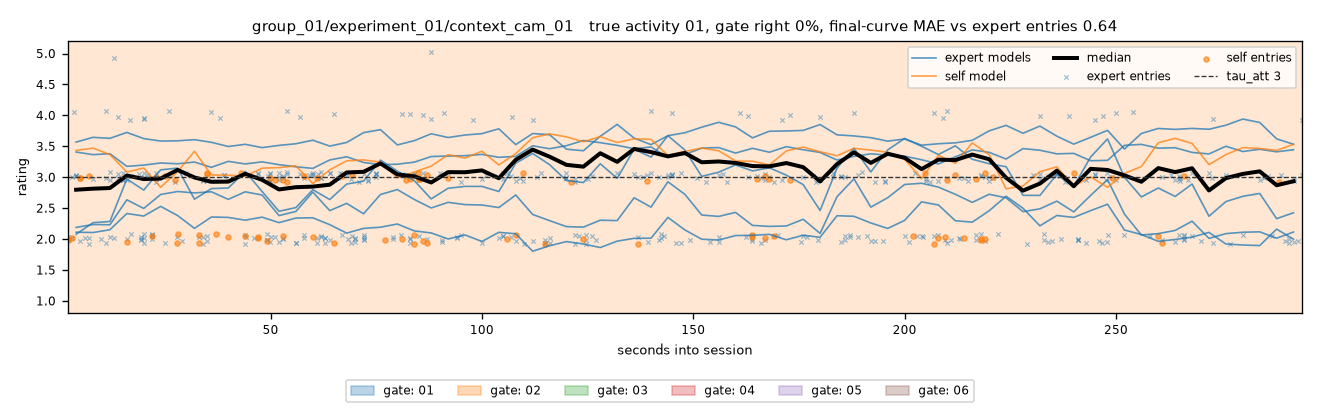 group_01/experiment_01/context_cam_01 true activity 01, gate right 0%, final-curve MAE vs expert entries 0.64
expert models median self entries
self model expert entries tau_att 3
5.0
4.5
4.0
3.5
3.0
2.5
2.0
1.5
1.0
rating
50 100 150 200 250
seconds into session
gate: 01 gate: 02 gate: 03 gate: 04 gate: 05 gate: 06